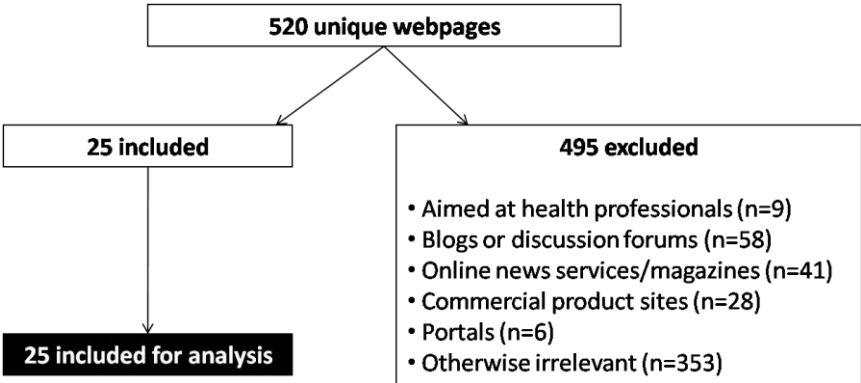 520 unique webpages
25 included
495 excluded
• Aimed at health professionals (n=9)
• Blogs or discussion forums (n=58)
• Online news services/magazines (n=41)
• Commercial product sites (n=28)
• Portals (n=6)
• Otherwise irrelevant (n=353)
25 included for analysis